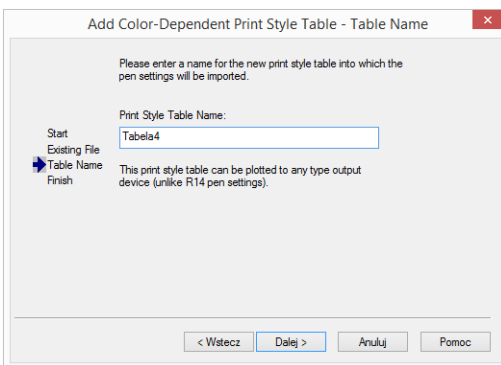 Add Color-Dependent Print Style Table - Table Name
Please enter a name for the new print style table into which the
pen settings will be imported.
Print Style Table Name:
Tabela4
Start
Existing File
Table Name
Finish
This print style table can be plotted to any type output
device (unlike R14 pen settings).
< Wstecz
Dalej >
Anuluj
Pomoc